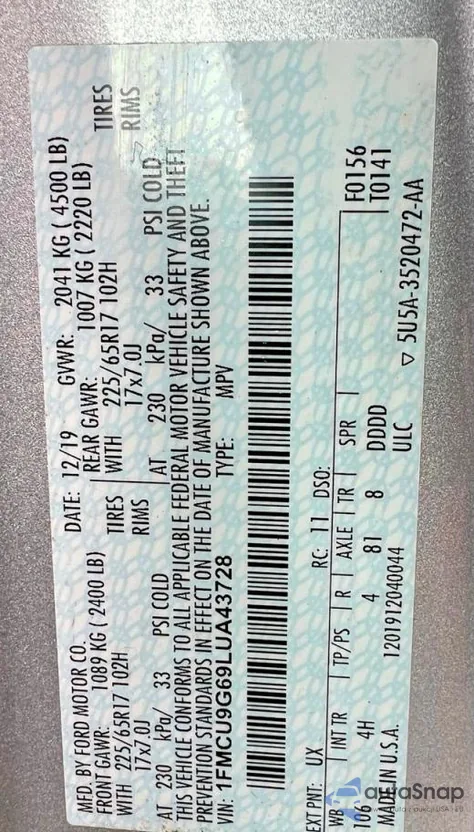 MFD. BY FORD MOTOR CO.
DATE: 12/19 GVWR: 2041 KG ( 4500 LB)
FRONT GAWR: 1089 KG ( 2400 LB) REAR GAWR: 1007 KG ( 2220 LB)
WITH 225/65R17 102H TIRES WITH 225/65R17 102H TIRES
17x7.0J RIMS 17x7.0J RIMS
AT 230 kPa/ 33 PSI COLD AT 230 kPa/ 33 PSI COLD
THIS VEHICLE CONFORMS TO ALL APPLICABLE FEDERAL MOTOR VEHICLE SAFETY AND THEFT
PREVENTION STANDARDS IN EFFECT ON THE DATE OF MANUFACTURE SHOWN ABOVE.
VIN: 1FMCU9G69LUA43728 TYPE: MPV
EXT PNT: UX RC: 11 DSO: F0156
WB INT TR TP/PS R AXLE TR SPR T0141
106 4H 4 81 8 DDDD
MADE IN U.S.A. 1201912040044 ULC
▽ 5U5A-3520472-AA
autoSnap